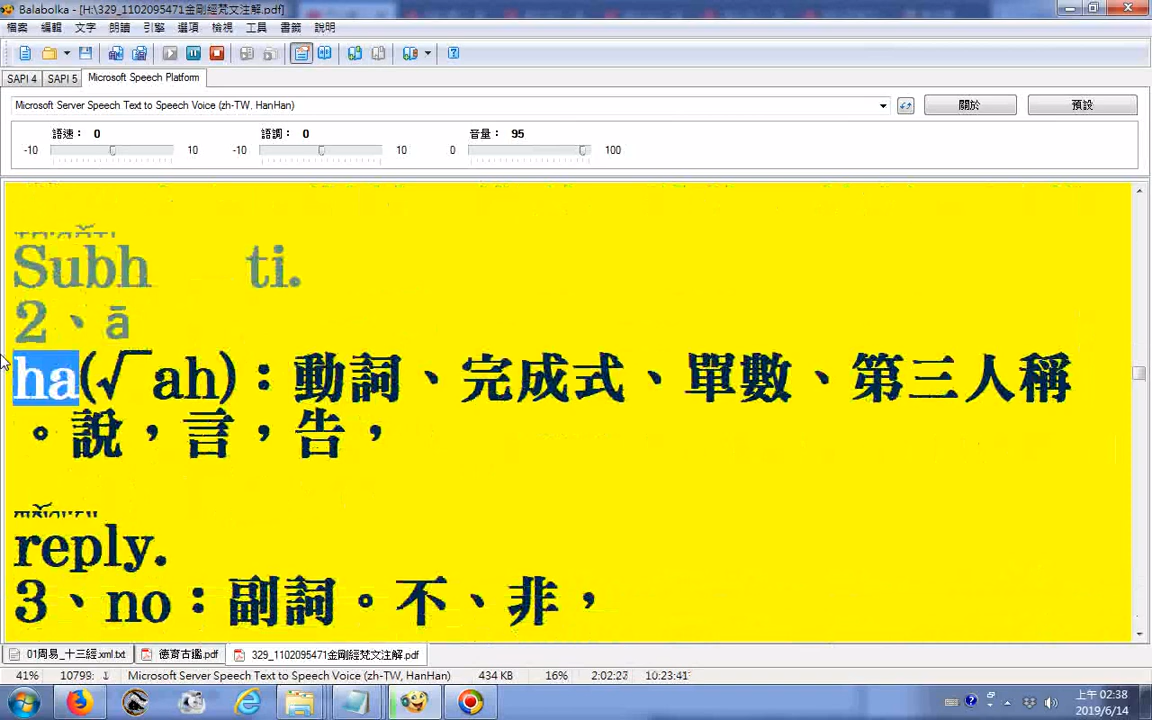 Balabolka - [H:\329_1102095471金剛經梵文注解.pdf]
檔案 編輯 文字 朗讀 引擎 選項 檢視 工具 書籤 說明
SAPI 4 SAPI 5 Microsoft Speech Platform
Microsoft Server Speech Text to Speech Voice (zh-TW, HanHan) 關於 預設
語速： 0 語調： 0 音量： 95
-10 10 -10 10 0 100
Subh ti.
2、ā
ha(√ah)：動詞、完成式、單數、第三人稱
。說，言，告，
reply.
3、no：副詞。不、非，
01周易_十三經.xml.txt 德育古鑑.pdf 329_1102095471金剛經梵文注解.pdf
41% 10799: 1 Microsoft Server Speech Text to Speech Voice (zh-TW, HanHan) 434 KB 16% 2:02:23 10:23:41
上午 02:38
2019/6/14